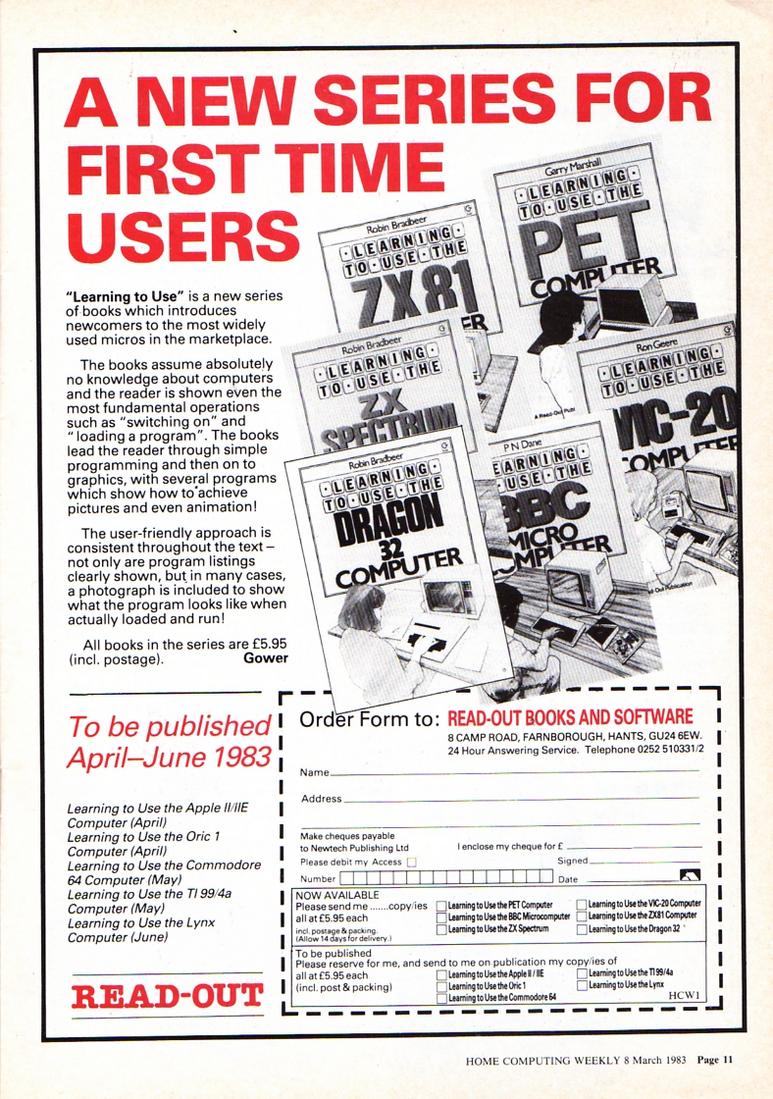 A NEW SERIES FOR
FIRST TIME
USERS
"Learning to Use" is a new series
of books which introduces
newcomers to the most widely
used micros in the marketplace.
The books assume absolutely
no knowledge about computers
and the reader is shown even the
most fundamental operations
such as "switching on" and
"loading a program". The books
lead the reader through simple
programming and then on to
graphics, with several programs
which show how to achieve
pictures and even animation!
The user-friendly approach is
consistent throughout the text –
not only are program listings
clearly shown, but in many cases,
a photograph is included to show
what the program looks like when
actually loaded and run!
All books in the series are £5.95
(incl. postage). Gower
Robin Bradbeer
·LEARNING·
TO·USE·THE
ZX81
ER
Garry Marshall
·LEARNING·
TO·USE·THE
PET
COMPUTER
A Read-Out Publ
Robin Bradbeer
·LEARNING·
TO·USE·THE
ZX
SPECTRUM
Ron Geere
·LEARNING·
TO·USE·THE
VIC-20
COMPUTER
Publication
Robin Bradbeer
·LEARNING·
TO·USE·THE
DRAGON
32
COMPUTER
P N Dane
EARNING·
·USE·THE
BBC
MICRO
COMPUTER
To be published
April–June 1983
Learning to Use the Apple II/IIE
Computer (April)
Learning to Use the Oric 1
Computer (April)
Learning to Use the Commodore
64 Computer (May)
Learning to Use the TI 99/4a
Computer (May)
Learning to Use the Lynx
Computer (June)
READ-OUT
Order Form to: READ-OUT BOOKS AND SOFTWARE
8 CAMP ROAD, FARNBOROUGH, HANTS, GU24 6EW.
24 Hour Answering Service. Telephone 0252 510331/2
Name
Address
Make cheques payable
to Newtech Publishing Ltd I enclose my cheque for £
Please debit my Access Signed
Number Date
NOW AVAILABLE
Please send me .......copy/ies
all at £5.95 each
incl. postage & packing.
(Allow 14 days for delivery.)
Learning to Use the PET Computer
Learning to Use the BBC Microcomputer
Learning to Use the ZX Spectrum
Learning to Use the VIC-20 Computer
Learning to Use the ZX81 Computer
Learning to Use the Dragon 32
To be published
Please reserve for me, and send to me on publication my copy/ies of
all at £5.95 each
(incl. post & packing)
Learning to Use the Apple II / IIE
Learning to Use the Oric 1
Learning to Use the Commodore 64
Learning to Use the TI 99/4a
Learning to Use the Lynx
HCW1
HOME COMPUTING WEEKLY 8 March 1983 Page 11